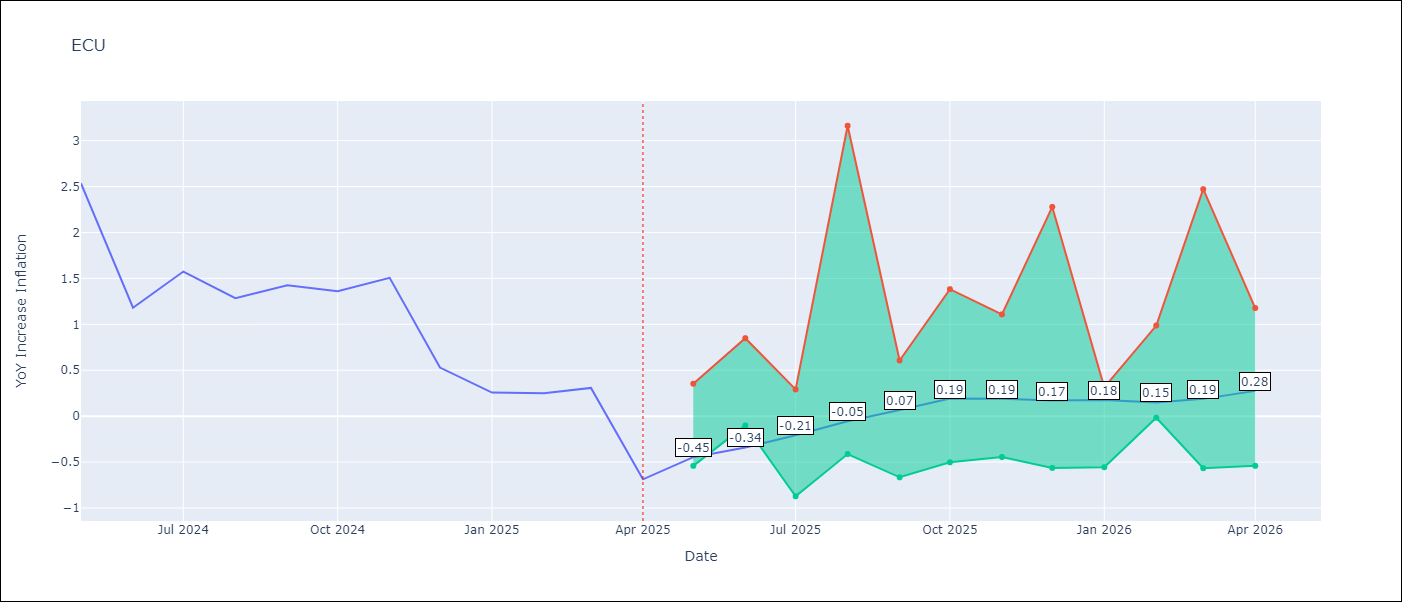 ECU
YoY Increase Inflation
3
2.5
2
1.5
1
0.5
0
−0.5
−1
-0.45
-0.34
-0.21
-0.05
0.07
0.19
0.19
0.17
0.18
0.15
0.19
0.28
Jul 2024
Oct 2024
Jan 2025
Apr 2025
Jul 2025
Oct 2025
Jan 2026
Apr 2026
Date